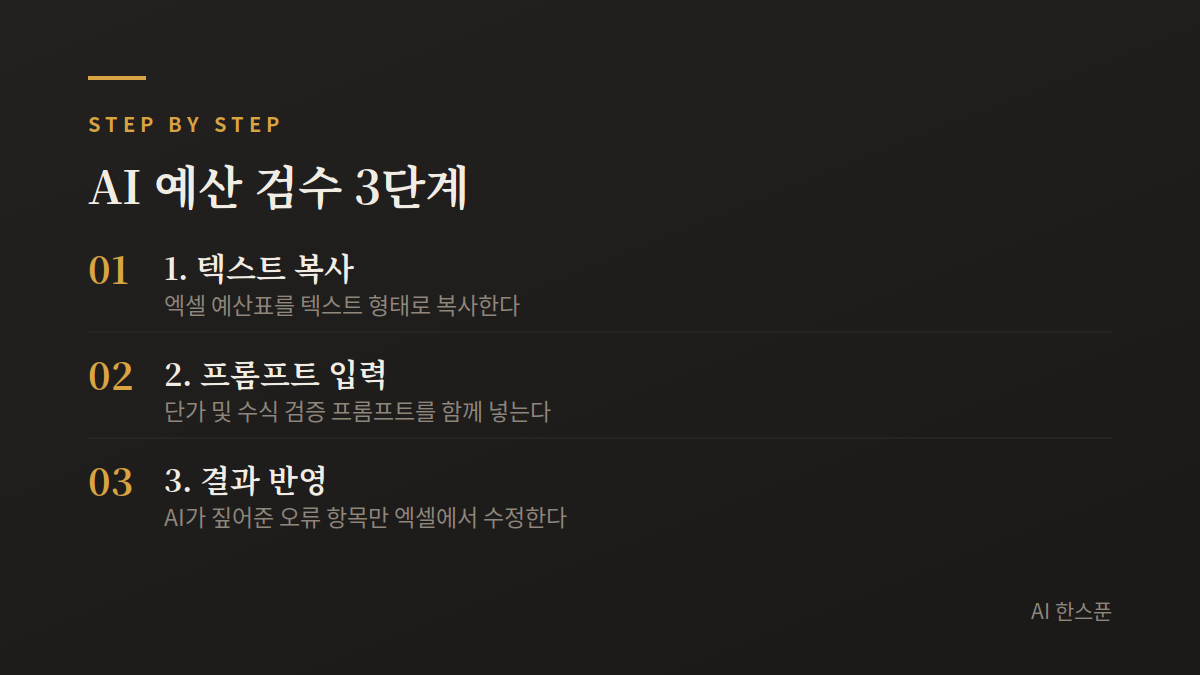 STEP BY STEP
AI 예산 검수 3단계
01 1. 텍스트 복사
엑셀 예산표를 텍스트 형태로 복사한다
02 2. 프롬프트 입력
단가 및 수식 검증 프롬프트를 함께 넣는다
03 3. 결과 반영
AI가 짚어준 오류 항목만 엑셀에서 수정한다
AI 한스푼